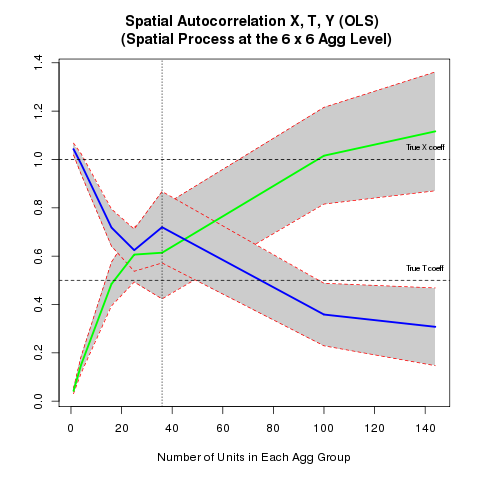 Spatial Autocorrelation X, T, Y (OLS)
(Spatial Process at the 6 x 6 Agg Level)
1.4
1.2
1.0
0.8
0.6
0.4
0.2
0.0
True X coeff
True T coeff
0 20 40 60 80 100 120 140
Number of Units in Each Agg Group